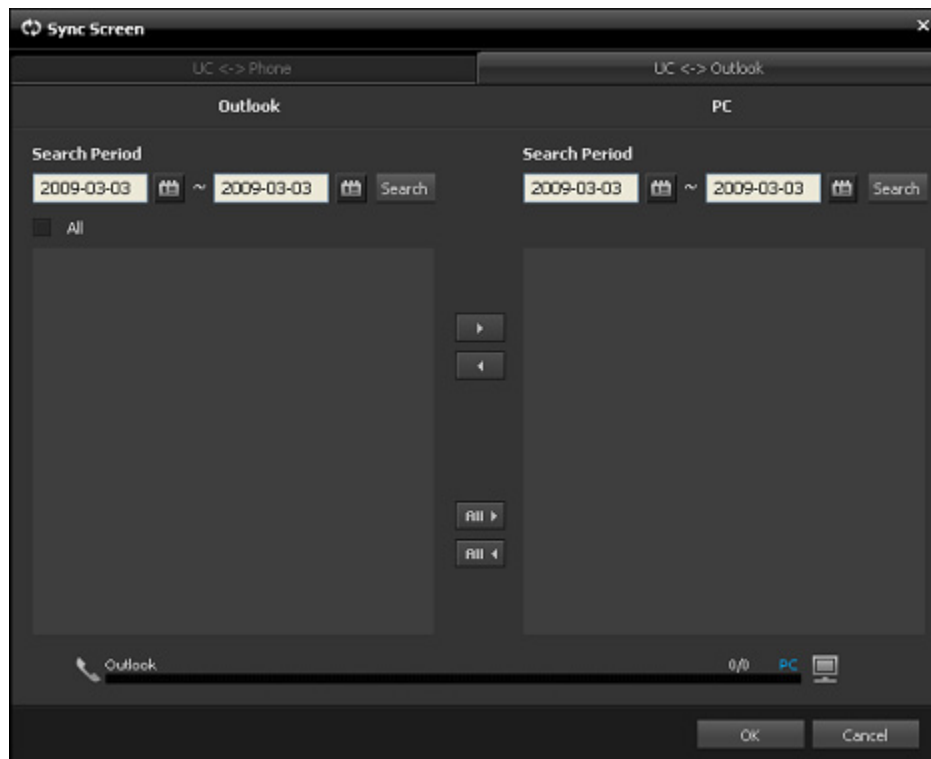 Sync Screen
UC <-> Phone
UC <-> Outlook
Outlook
PC
Search Period
2009-03-03 ~ 2009-03-03 Search
All
Search Period
2009-03-03 ~ 2009-03-03 Search
All
All
Outlook
0/0
PC
OK
Cancel